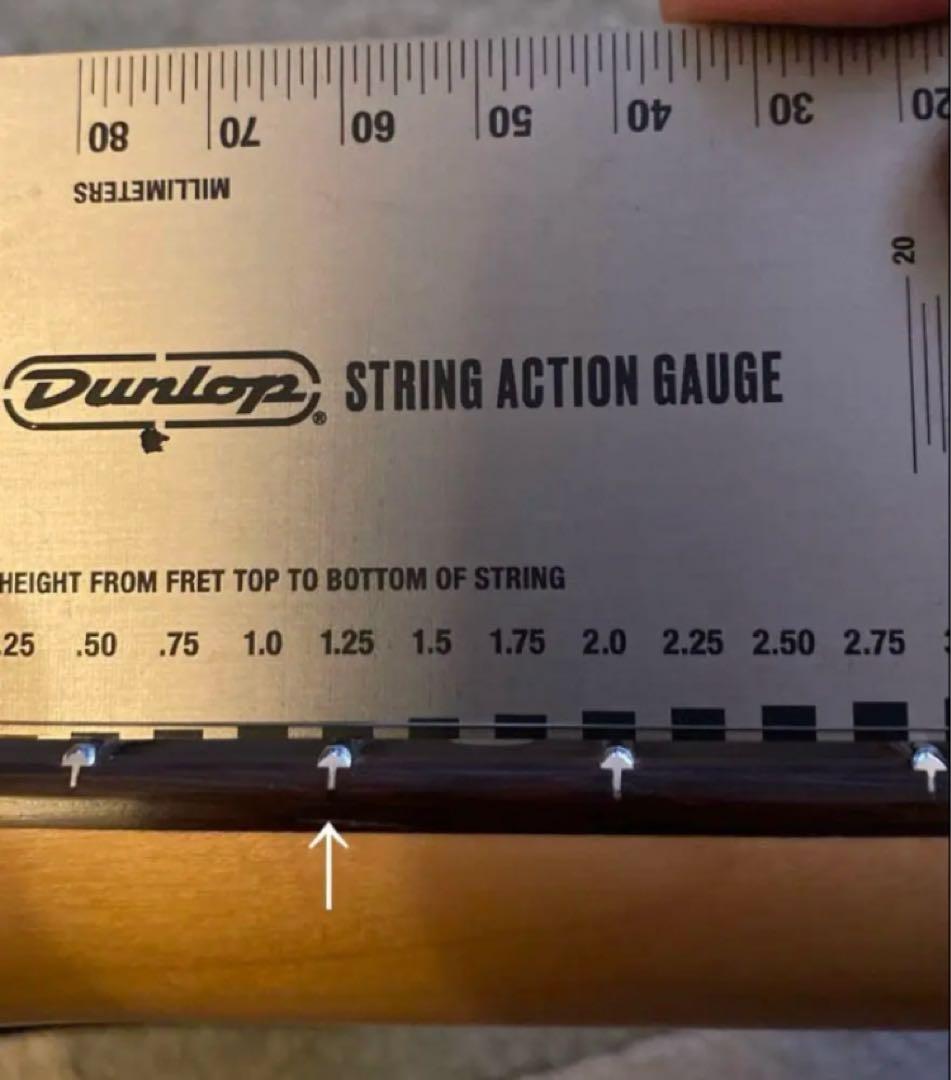 80 70 60 50 40 30 20
MILLIMETERS
20
Dunlop® STRING ACTION GAUGE
HEIGHT FROM FRET TOP TO BOTTOM OF STRING
.25 .50 .75 1.0 1.25 1.5 1.75 2.0 2.25 2.50 2.75